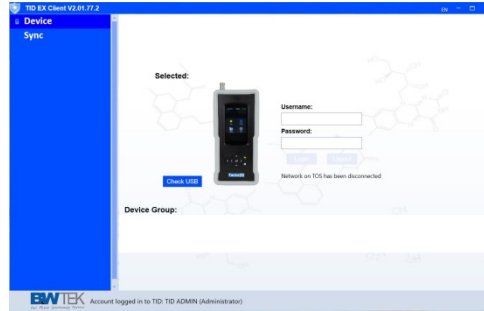 TID EX Client V2.01.77.2
EN
Device
Sync
Selected:
Username:
Password:
Network on TOS has been disconnected
Check USB
Device Group:
BWTEK
Account logged in to TID: TID ADMIN (Administrator)